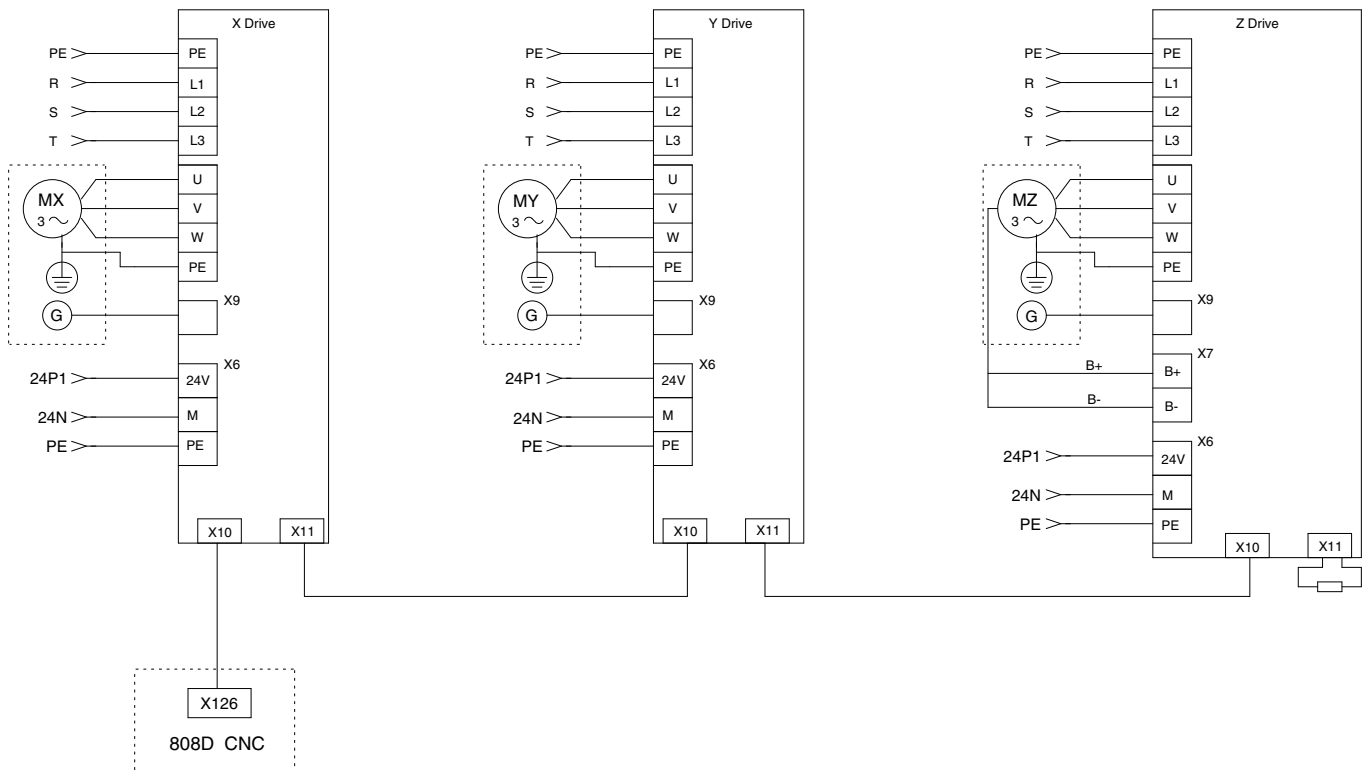 X Drive
PE PE
R L1
S L2
T L3
MX
3
U
V
W
PE
G
X9
X6
24P1 24V
24N M
PE PE
X10 X11
Y Drive
PE PE
R L1
S L2
T L3
MY
3
U
V
W
PE
G
X9
X6
24P1 24V
24N M
PE PE
X10 X11
Z Drive
PE PE
R L1
S L2
T L3
MZ
3
U
V
W
PE
G
X9
X7
B+ B+
B- B-
X6
24P1 24V
24N M
PE PE
X10 X11
X126
808D CNC